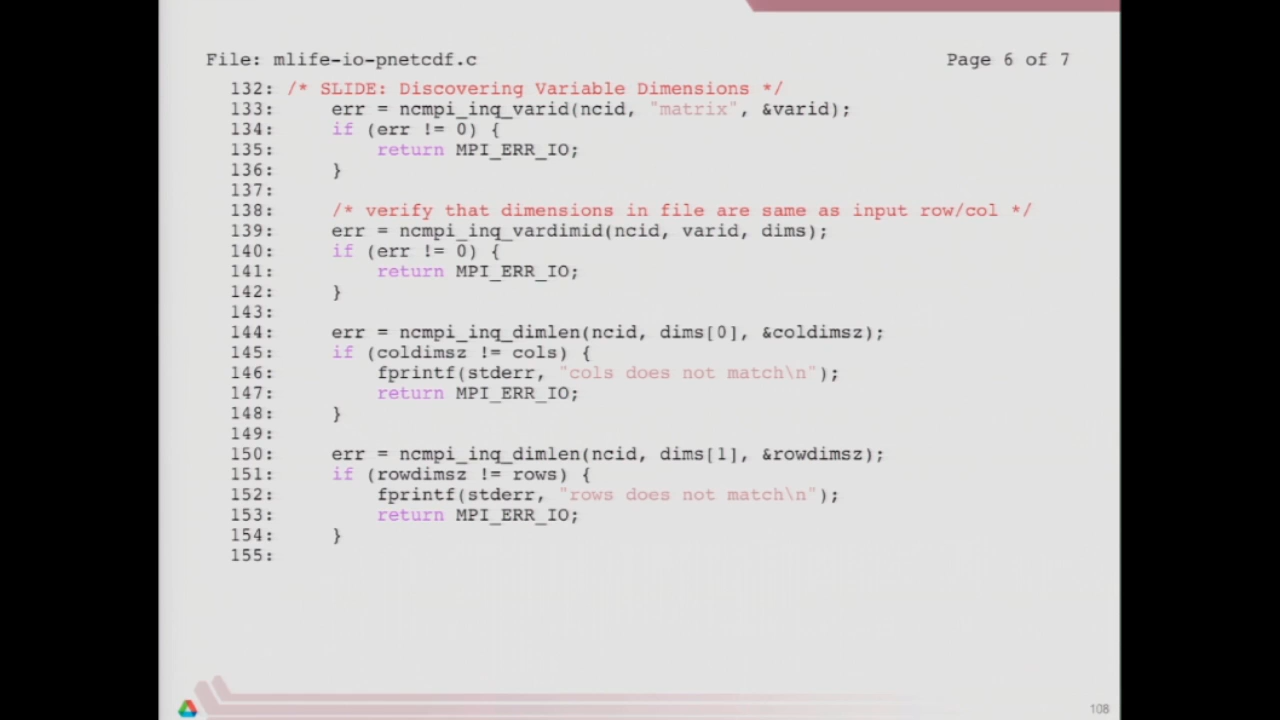 File: mlife-io-pnetcdf.c Page 6 of 7
132: /* SLIDE: Discovering Variable Dimensions */
133:     err = ncmpi_inq_varid(ncid, "matrix", &varid);
134:     if (err != 0) {
135:         return MPI_ERR_IO;
136:     }
137:
138:     /* verify that dimensions in file are same as input row/col */
139:     err = ncmpi_inq_vardimid(ncid, varid, dims);
140:     if (err != 0) {
141:         return MPI_ERR_IO;
142:     }
143:
144:     err = ncmpi_inq_dimlen(ncid, dims[0], &coldimsz);
145:     if (coldimsz != cols) {
146:         fprintf(stderr, "cols does not match\n");
147:         return MPI_ERR_IO;
148:     }
149:
150:     err = ncmpi_inq_dimlen(ncid, dims[1], &rowdimsz);
151:     if (rowdimsz != rows) {
152:         fprintf(stderr, "rows does not match\n");
153:         return MPI_ERR_IO;
154:     }
155:
108